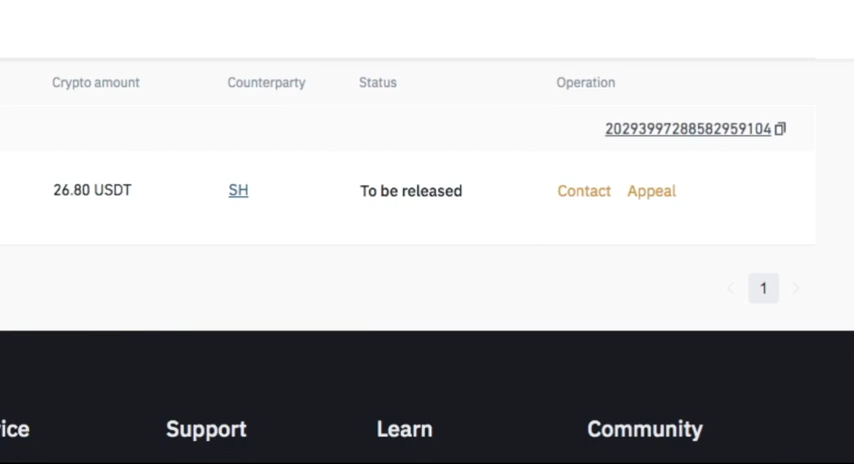 Crypto amount Counterparty Status Operation
20293997288582959104
26.80 USDT SH To be released Contact Appeal
< 1 >
ice Support Learn Community